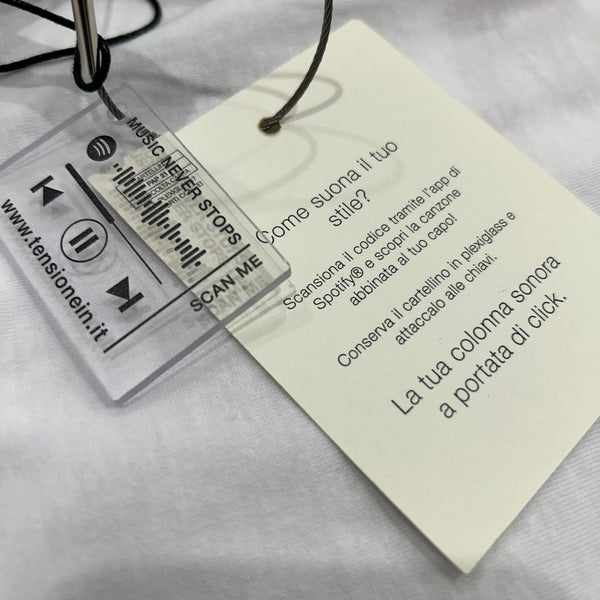 MUSIC NEVER STOPS
SCAN ME
www.tensionein.it
PAP 21
Come suona il tuo
stile?
Scansiona il codice tramite l'app di
Spotify® e scopri la canzone
abbinata al tuo capo!
Conserva il cartellino in plexiglass e
attaccalo alle chiavi.
La tua colonna sonora
a portata di click.